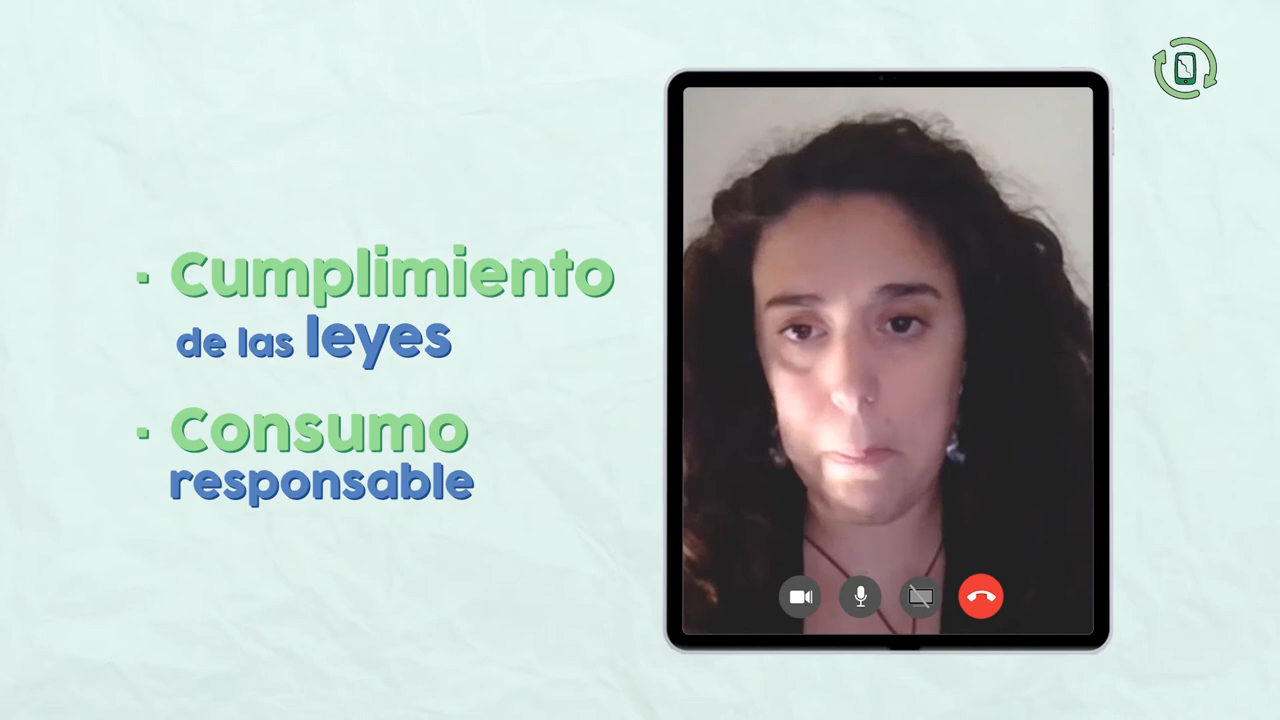 · Cumplimiento
de las leyes
· Consumo
responsable